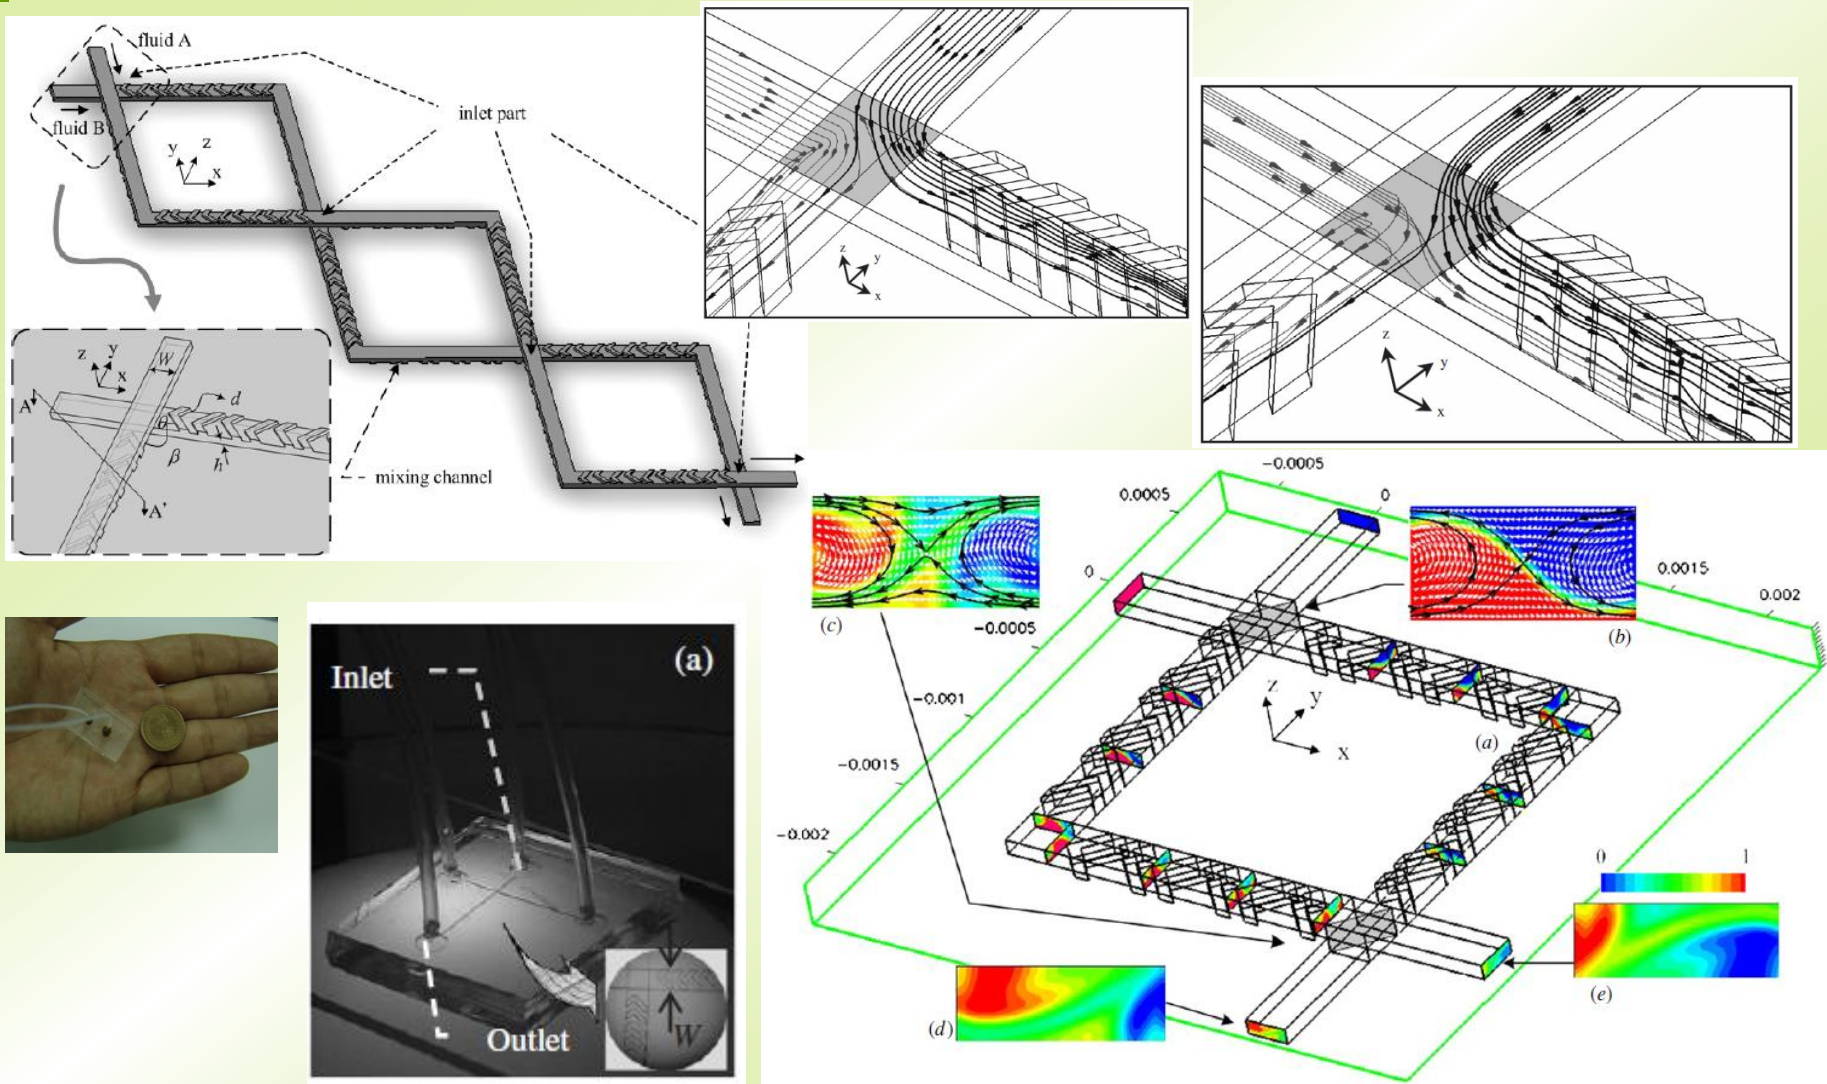 fluid A
fluid B
inlet part
y
z
x
z
y
x
W
A
d
θ
β
h
A'
mixing channel
z
y
x
z
y
x
Inlet
(a)
Outlet
W
-0.0005
0.0005
0
0
0.0015
0.002
(c)
-0.0005
(b)
-0.001
z
y
x
(a)
-0.0015
-0.002
0
1
(d)
(e)